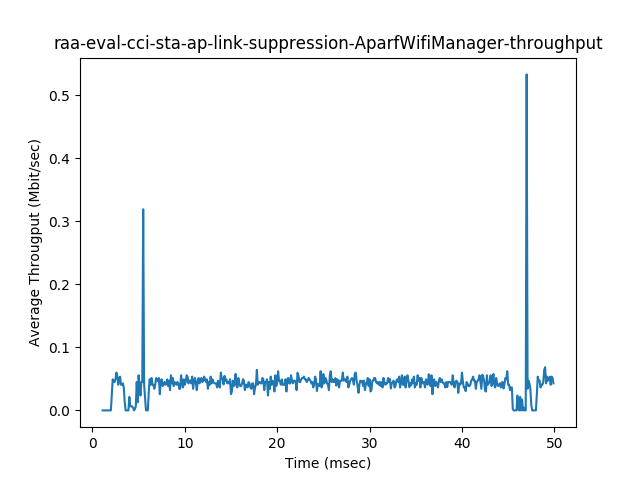 raa-eval-cci-sta-ap-link-suppression-AparfWifiManager-throughput
Average Througput (Mbit/sec)
0.5
0.4
0.3
0.2
0.1
0.0
0 10 20 30 40 50
Time (msec)